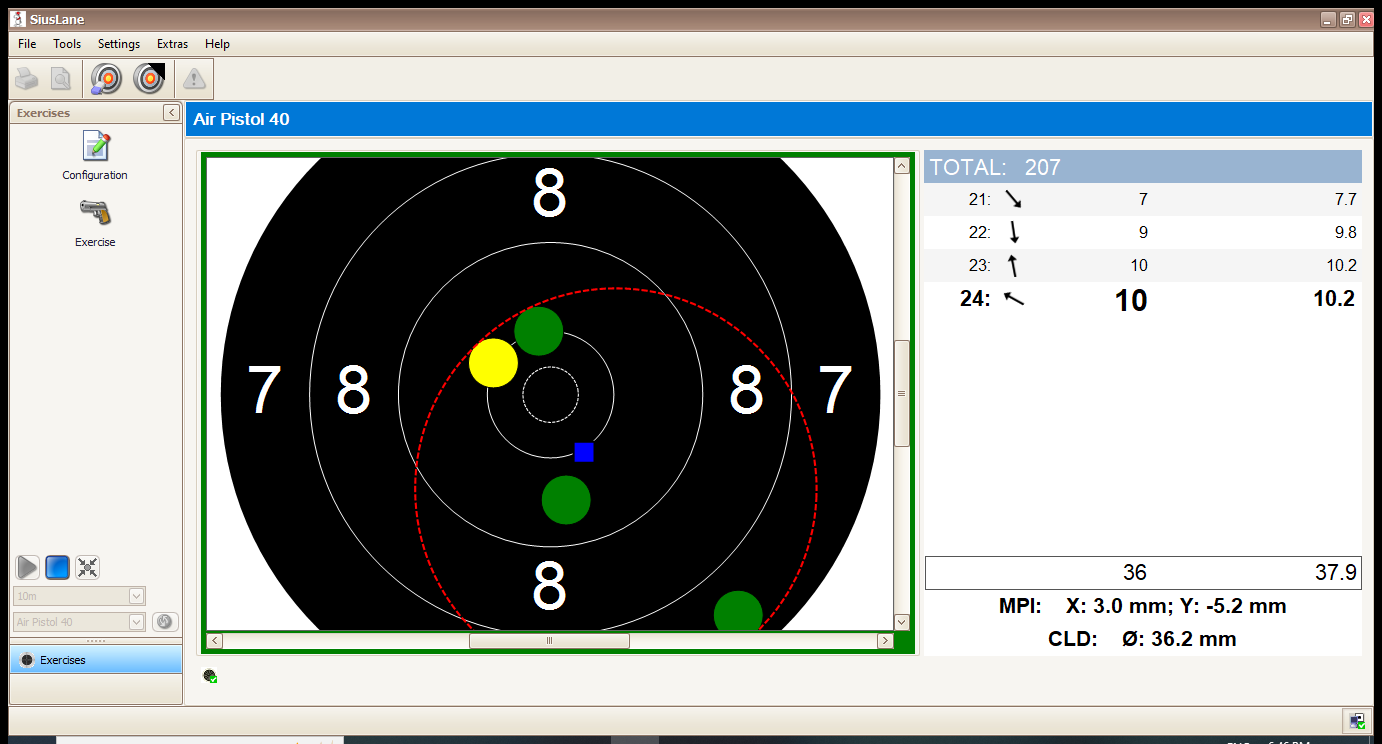 SiusLane
File Tools Settings Extras Help
Exercises
Configuration
Exercise
10m
Air Pistol 40
Exercises
Air Pistol 40
8
7 8 8 7
8
TOTAL: 207
21: 7 7.7
22: 9 9.8
23: 10 10.2
24: 10 10.2
36 37.9
MPI: X: 3.0 mm; Y: -5.2 mm
CLD: Ø: 36.2 mm